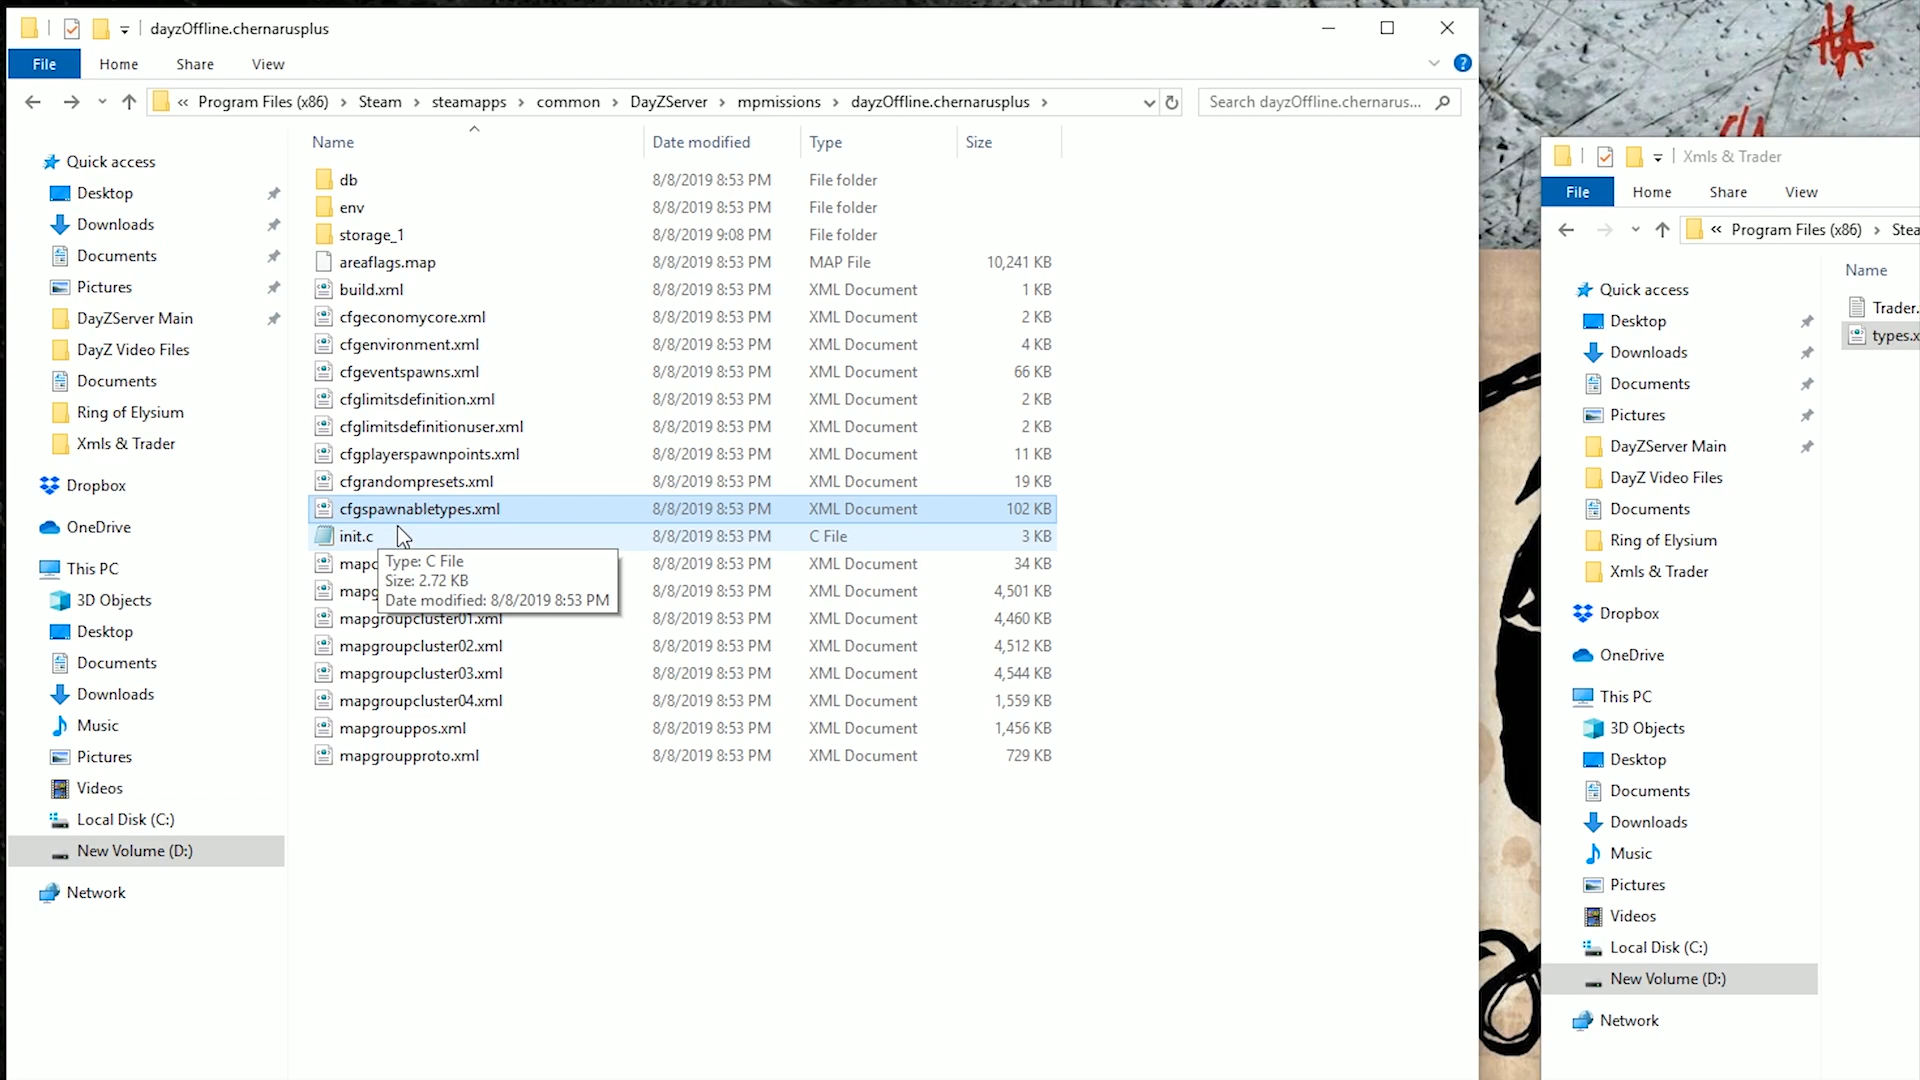 dayzOffline.chernarusplus
File Home Share View
« Program Files (x86) › Steam › steamapps › common › DayZServer › mpmissions › dayzOffline.chernarusplus ›
Search dayzOffline.chernarus...
Name Date modified Type Size
Quick access
Desktop
Downloads
Documents
Pictures
DayZServer Main
DayZ Video Files
Documents
Ring of Elysium
Xmls & Trader
Dropbox
OneDrive
This PC
3D Objects
Desktop
Documents
Downloads
Music
Pictures
Videos
Local Disk (C:)
New Volume (D:)
Network
db 8/8/2019 8:53 PM File folder
env 8/8/2019 8:53 PM File folder
storage_1 8/8/2019 9:08 PM File folder
areaflags.map 8/8/2019 8:53 PM MAP File 10,241 KB
build.xml 8/8/2019 8:53 PM XML Document 1 KB
cfgeconomycore.xml 8/8/2019 8:53 PM XML Document 2 KB
cfgenvironment.xml 8/8/2019 8:53 PM XML Document 4 KB
cfgeventspawns.xml 8/8/2019 8:53 PM XML Document 66 KB
cfglimitsdefinition.xml 8/8/2019 8:53 PM XML Document 2 KB
cfglimitsdefinitionuser.xml 8/8/2019 8:53 PM XML Document 2 KB
cfgplayerspawnpoints.xml 8/8/2019 8:53 PM XML Document 11 KB
cfgrandompresets.xml 8/8/2019 8:53 PM XML Document 19 KB
cfgspawnabletypes.xml 8/8/2019 8:53 PM XML Document 102 KB
init.c 8/8/2019 8:53 PM C File 3 KB
8/8/2019 8:53 PM XML Document 34 KB
8/8/2019 8:53 PM XML Document 4,501 KB
mapgroupcluster01.xml 8/8/2019 8:53 PM XML Document 4,460 KB
mapgroupcluster02.xml 8/8/2019 8:53 PM XML Document 4,512 KB
mapgroupcluster03.xml 8/8/2019 8:53 PM XML Document 4,544 KB
mapgroupcluster04.xml 8/8/2019 8:53 PM XML Document 1,559 KB
mapgrouppos.xml 8/8/2019 8:53 PM XML Document 1,456 KB
mapgroupproto.xml 8/8/2019 8:53 PM XML Document 729 KB
Type: C File
Size: 2.72 KB
Date modified: 8/8/2019 8:53 PM
Xmls & Trader
File Home Share View
« Program Files (x86) › Stea
Name
Trader.
types.x
Quick access
Desktop
Downloads
Documents
Pictures
DayZServer Main
DayZ Video Files
Documents
Ring of Elysium
Xmls & Trader
Dropbox
OneDrive
This PC
3D Objects
Desktop
Documents
Downloads
Music
Pictures
Videos
Local Disk (C:)
New Volume (D:)
Network